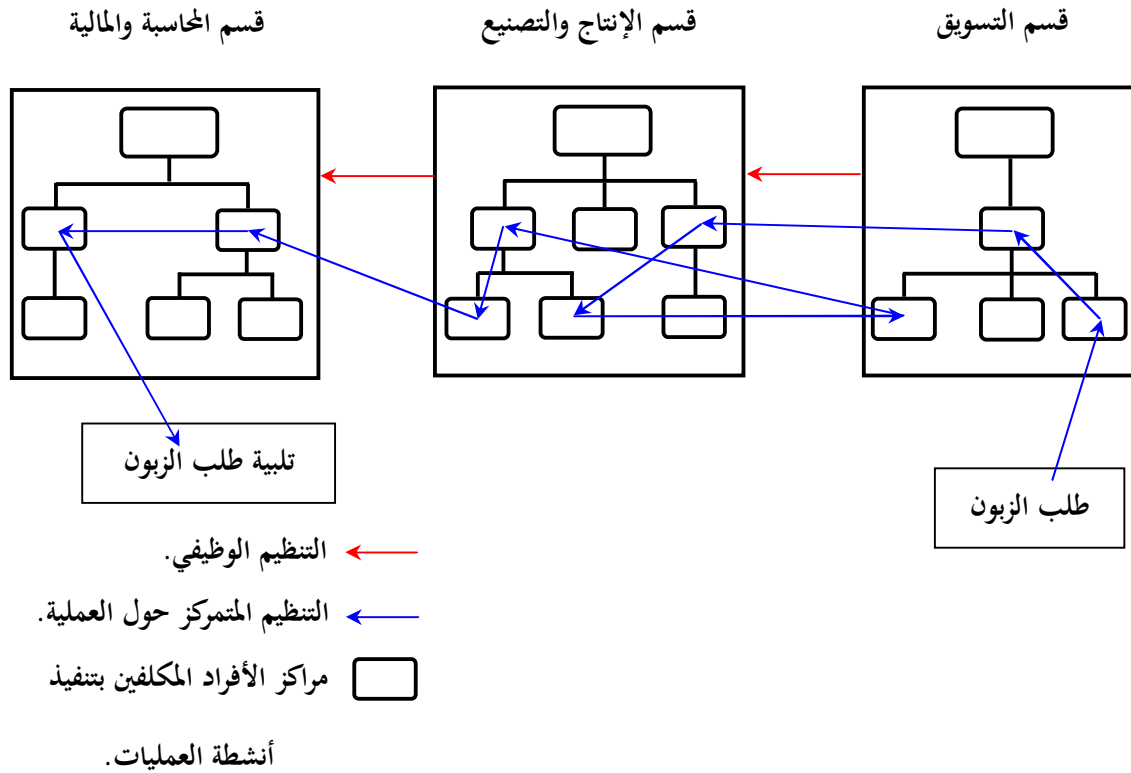 قسم التسويق
قسم الإنتاج والتصنيع
قسم المحاسبة والمالية
طلب الزبون
تلبية طلب الزبون
التنظيم الوظيفي.
التنظيم المتمركز حول العملية.
مراكز الأفراد المكلفين بتنفيذ
أنشطة العمليات.